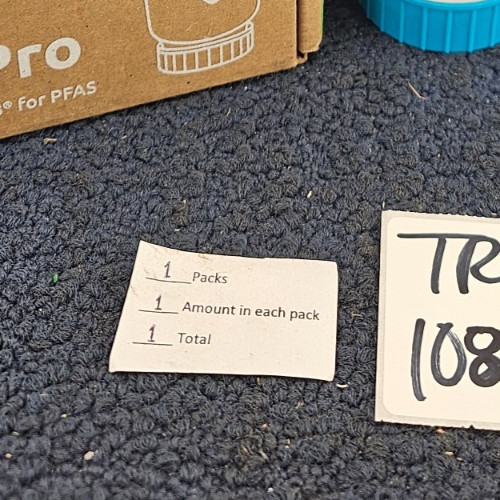 Pro
® for PFAS
1 Packs
1 Amount in each pack
1 Total
TR
108